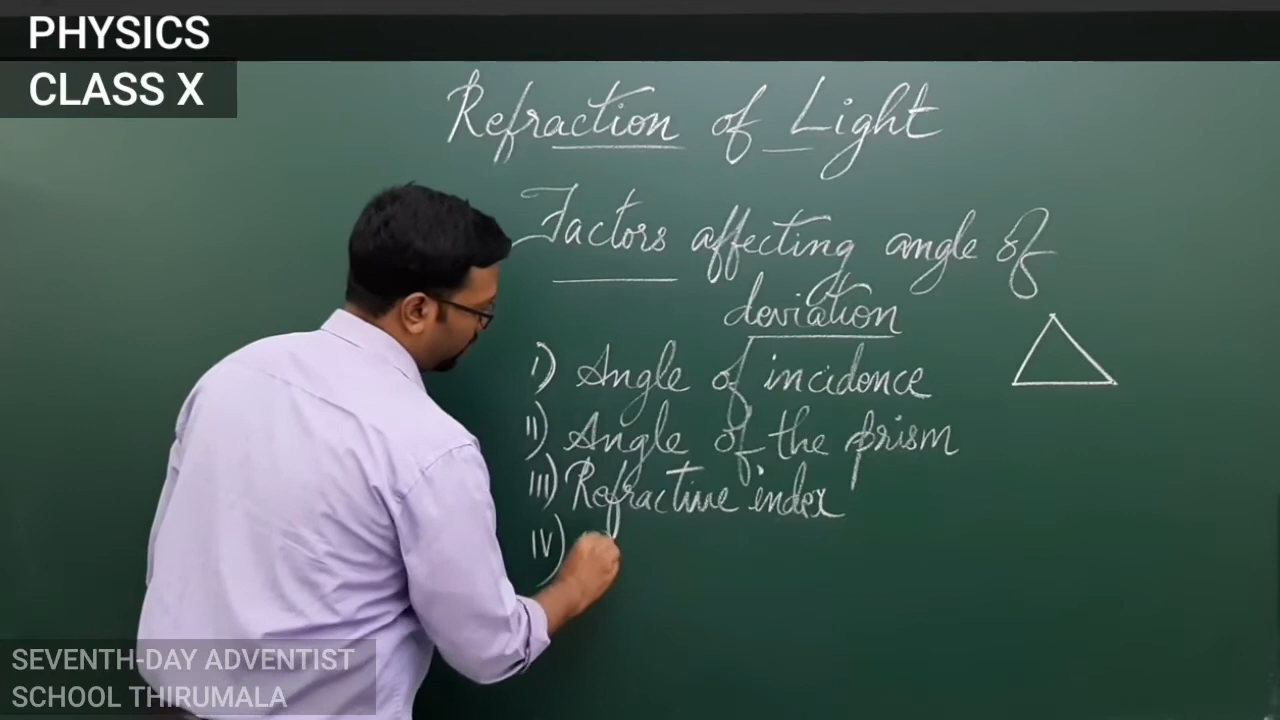 PHYSICS
CLASS X
Refraction of Light
Factors affecting angle of
deviation
i) Angle of incidence
ii) Angle of the prism
iii) Refractive index
iv)
SEVENTH-DAY ADVENTIST
SCHOOL THIRUMALA